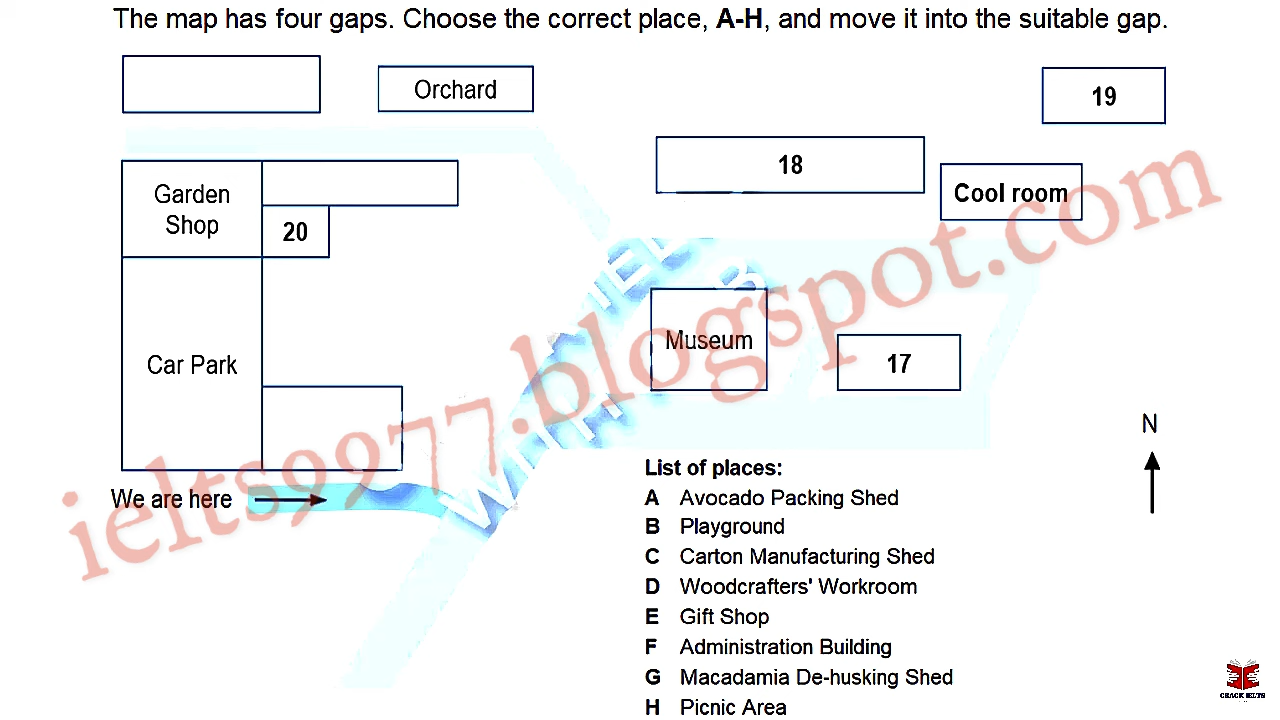 The map has four gaps. Choose the correct place, A-H, and move it into the suitable gap.
Orchard
19
18
Garden
Shop
Cool room
20
Museum
17
Car Park
N
We are here
List of places:
A Avocado Packing Shed
B Playground
C Carton Manufacturing Shed
D Woodcrafters' Workroom
E Gift Shop
F Administration Building
G Macadamia De-husking Shed
H Picnic Area
ielts9977.blogspot.com
CRACK IELTS